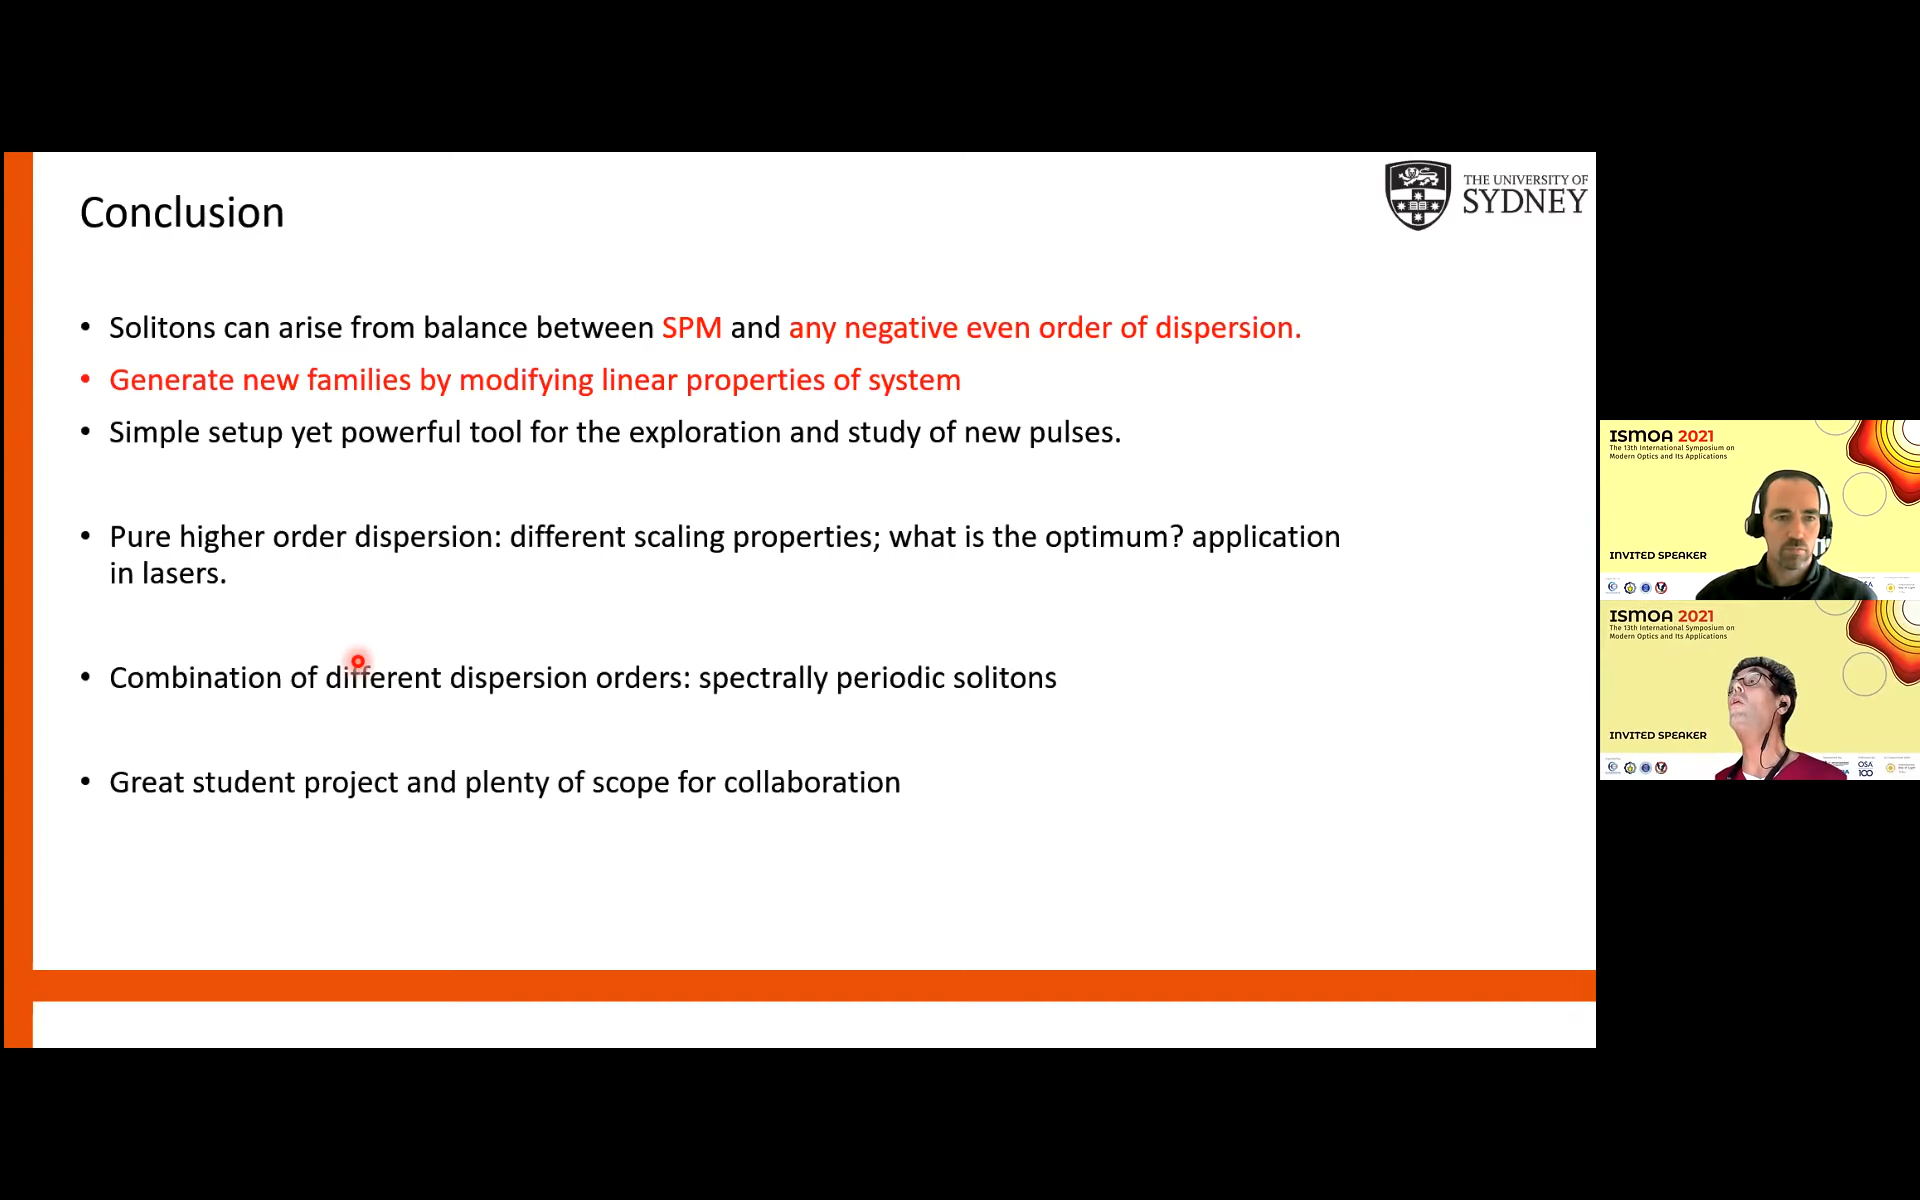 Conclusion
THE UNIVERSITY OF
SYDNEY
• Solitons can arise from balance between SPM and any negative even order of dispersion.
• Generate new families by modifying linear properties of system
• Simple setup yet powerful tool for the exploration and study of new pulses.
• Pure higher order dispersion: different scaling properties; what is the optimum? application
in lasers.
• Combination of different dispersion orders: spectrally periodic solitons
• Great student project and plenty of scope for collaboration
ISMOA 2021
The 13th International Symposium on
Modern Optics and Its Applications
INVITED SPEAKER
ISMOA 2021
The 13th International Symposium on
Modern Optics and Its Applications
INVITED SPEAKER
OSA
100